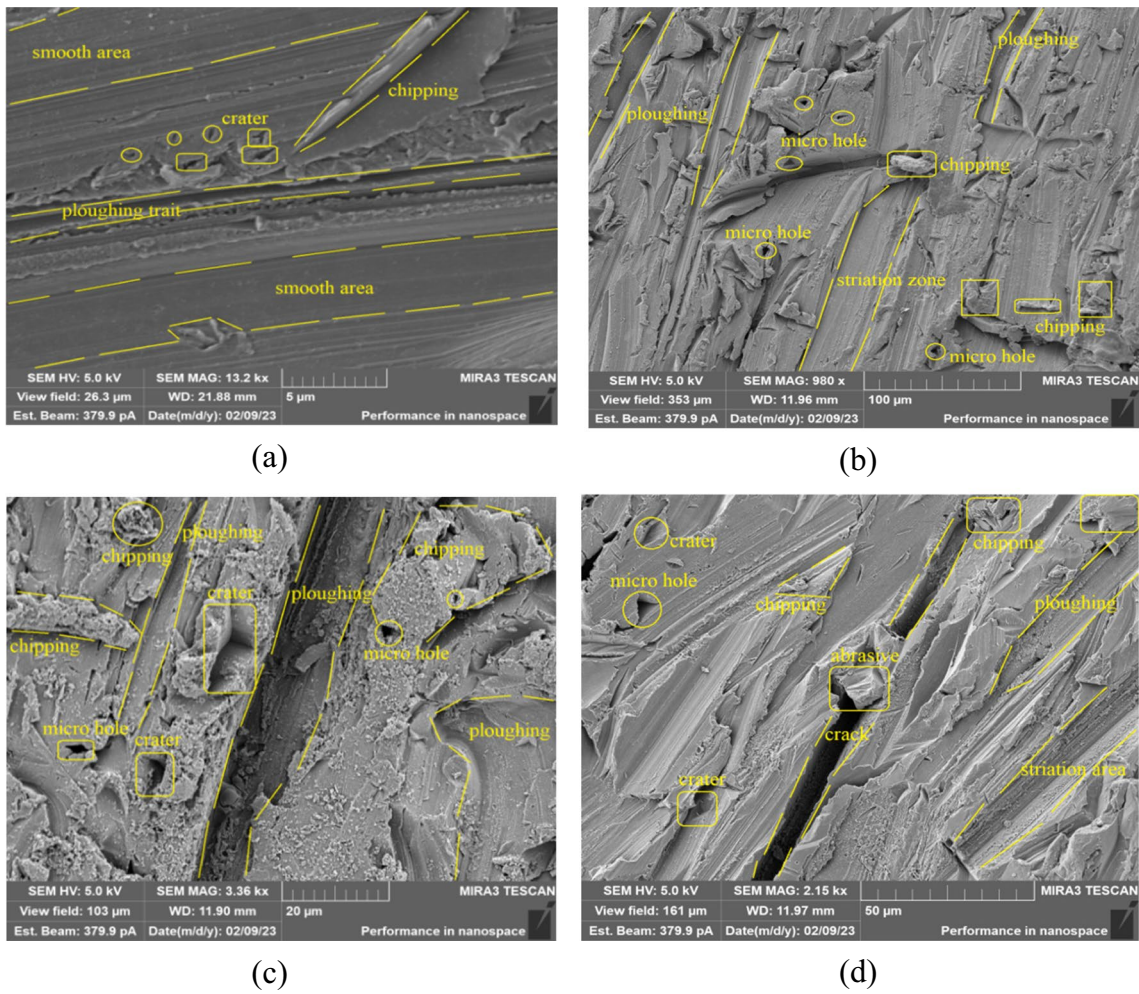 smooth area
chipping
crater
ploughing trait
smooth area
SEM HV: 5.0 kV SEM MAG: 13.2 kx MIRA3 TESCAN
View field: 26.3 µm WD: 21.88 mm 5 µm
Est. Beam: 379.9 pA Date(m/d/y): 02/09/23 Performance in nanospace
(a)
ploughing
ploughing
micro hole
chipping
micro hole
striation zone
chipping
micro hole
SEM HV: 5.0 kV SEM MAG: 980 x MIRA3 TESCAN
View field: 353 µm WD: 11.96 mm 100 µm
Est. Beam: 379.9 pA Date(m/d/y): 02/09/23 Performance in nanospace
(b)
ploughing
chipping
chipping
ploughing
crater
chipping
micro hole
micro hole
crater
ploughing
SEM HV: 5.0 kV SEM MAG: 3.36 kx MIRA3 TESCAN
View field: 103 µm WD: 11.90 mm 20 µm
Est. Beam: 379.9 pA Date(m/d/y): 02/09/23 Performance in nanospace
(c)
crater
chipping
micro hole
chipping
ploughing
abrasive
crack
striation area
crater
SEM HV: 5.0 kV SEM MAG: 2.15 kx MIRA3 TESCAN
View field: 161 µm WD: 11.97 mm 50 µm
Est. Beam: 379.9 pA Date(m/d/y): 02/09/23 Performance in nanospace
(d)